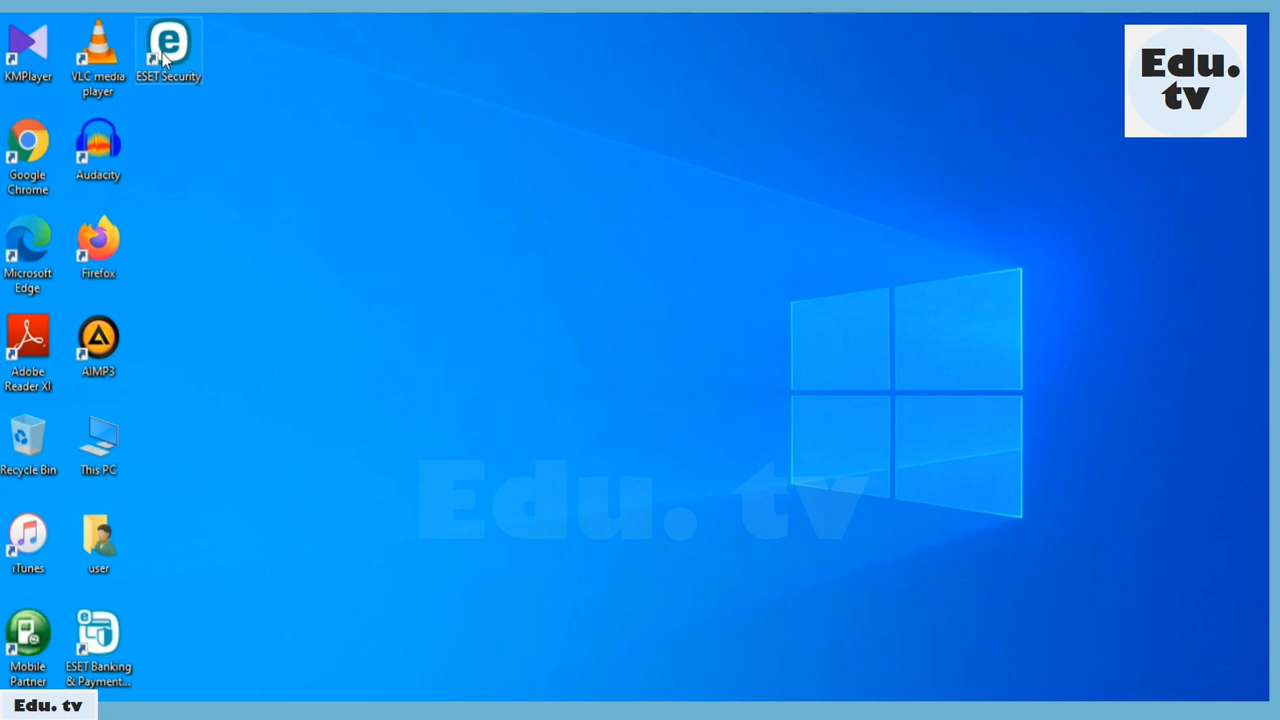 KMPlayer
VLC media
player
ESET Security
Edu.
tv
Google
Chrome
Audacity
Microsoft
Edge
Firefox
Adobe
Reader XI
AIMP3
Recycle Bin
This PC
Edu. tv
iTunes
user
Mobile
Partner
ESET Banking
& Payment...
Edu. tv